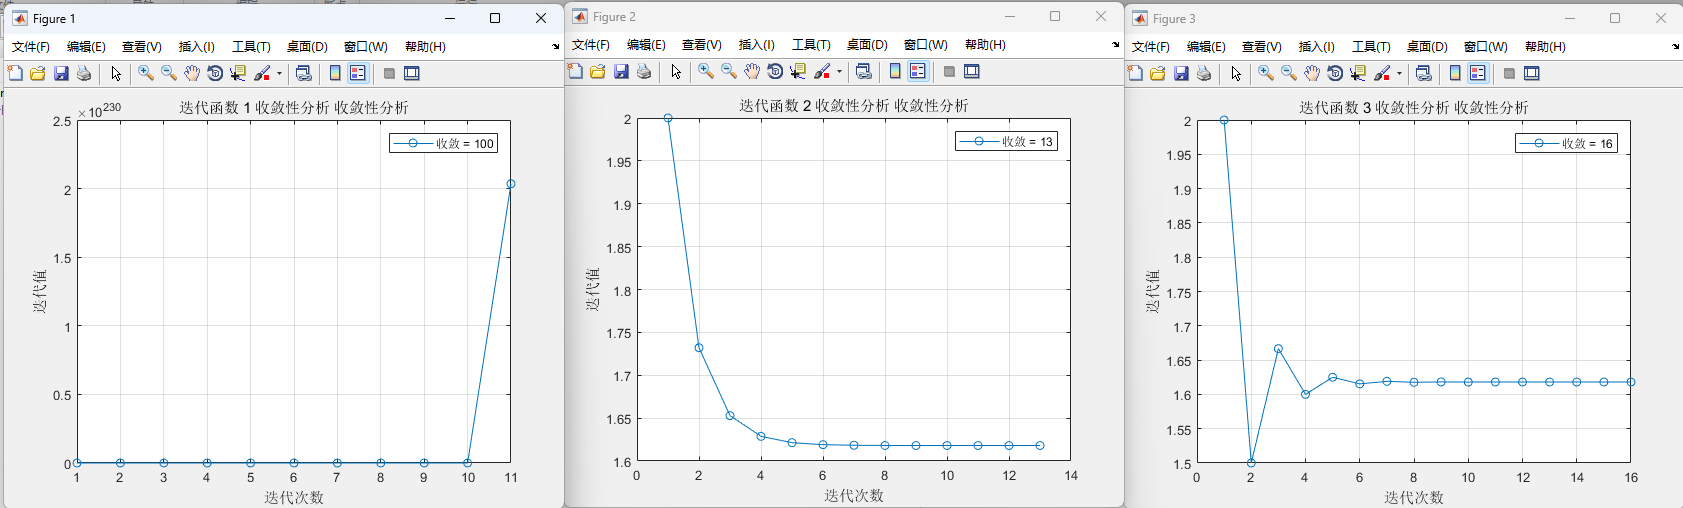 Figure 1
文件(F) 编辑(E) 查看(V) 插入(I) 工具(T) 桌面(D) 窗口(W) 帮助(H)
×10^230
迭代函数 1 收敛性分析 收敛性分析
收敛 = 100
2.5
2
1.5
1
0.5
0
迭代值
1 2 3 4 5 6 7 8 9 10 11
迭代次数
Figure 2
文件(F) 编辑(E) 查看(V) 插入(I) 工具(T) 桌面(D) 窗口(W) 帮助(H)
迭代函数 2 收敛性分析 收敛性分析
收敛 = 13
2
1.95
1.9
1.85
1.8
1.75
1.7
1.65
1.6
迭代值
0 2 4 6 8 10 12 14
迭代次数
Figure 3
文件(F) 编辑(E) 查看(V) 插入(I) 工具(T) 桌面(D) 窗口(W) 帮助(H)
迭代函数 3 收敛性分析 收敛性分析
收敛 = 16
2
1.95
1.9
1.85
1.8
1.75
1.7
1.65
1.6
1.55
1.5
迭代值
0 2 4 6 8 10 12 14 16
迭代次数